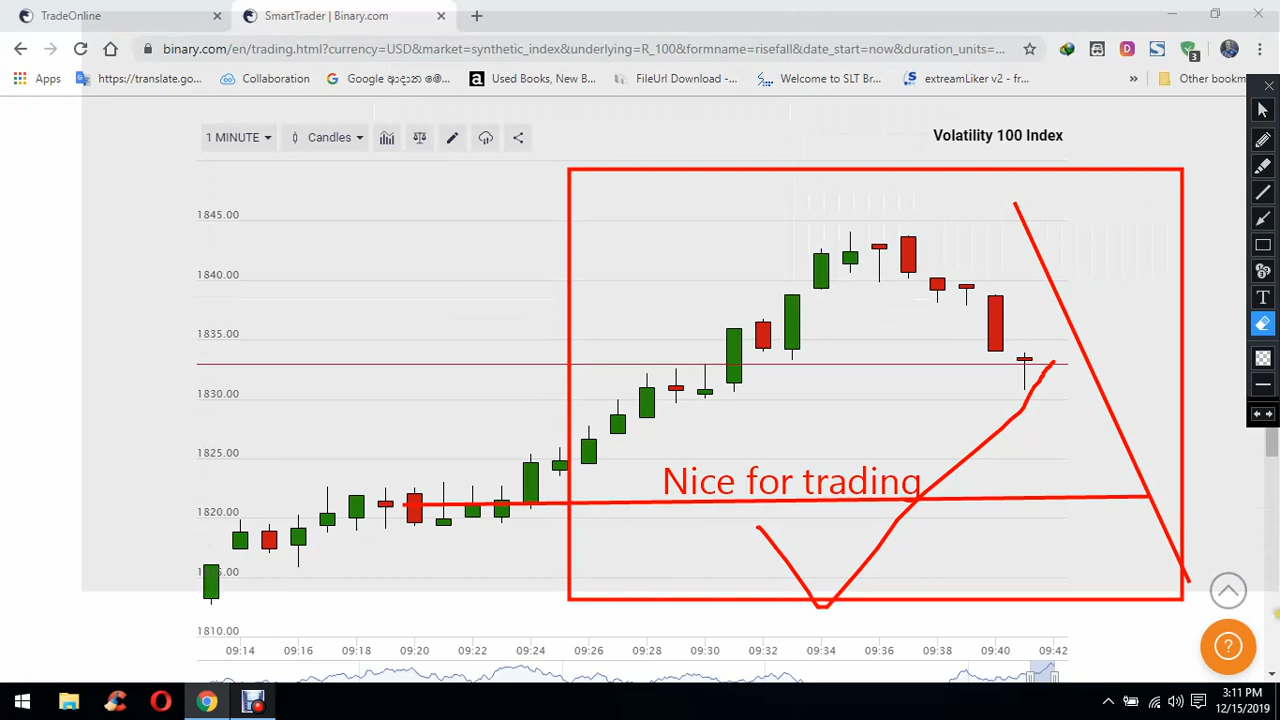 TradeOnline
SmartTrader | Binary.com
binary.com/en/trading.html?currency=USD&market=synthetic_index&underlying=R_100&formname=risefall&date_start=now&duration_units=...
Apps
https://translate.go...
Collaboration
Google ආදාන මෙ...
Used Books, New B...
FileUrl Download -...
Welcome to SLT Br...
extreamLiker v2 - fr...
»
Other bookm
3
1 MINUTE
Candles
Volatility 100 Index
1845.00
1840.00
1835.00
1830.00
1825.00
1820.00
1810.00
Nice for trading
09:14
09:16
09:18
09:20
09:22
09:24
09:26
09:28
09:30
09:32
09:34
09:36
09:38
09:40
09:42
3:11 PM
12/15/2019